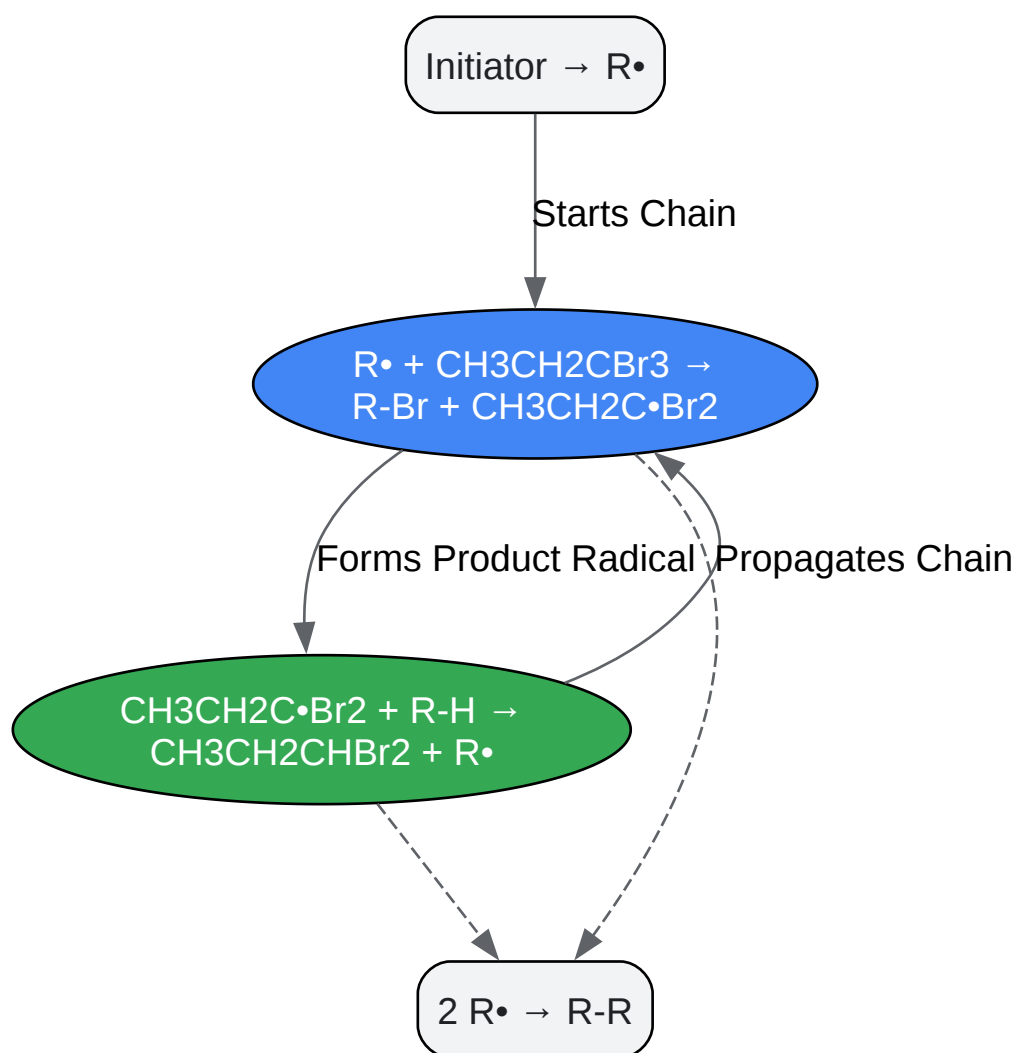 Initiator → R•
Starts Chain
R• + CH3CH2CBr3 →
R-Br + CH3CH2C•Br2
Forms Product Radical
Propagates Chain
CH3CH2C•Br2 + R-H →
CH3CH2CHBr2 + R•
2 R• → R-R